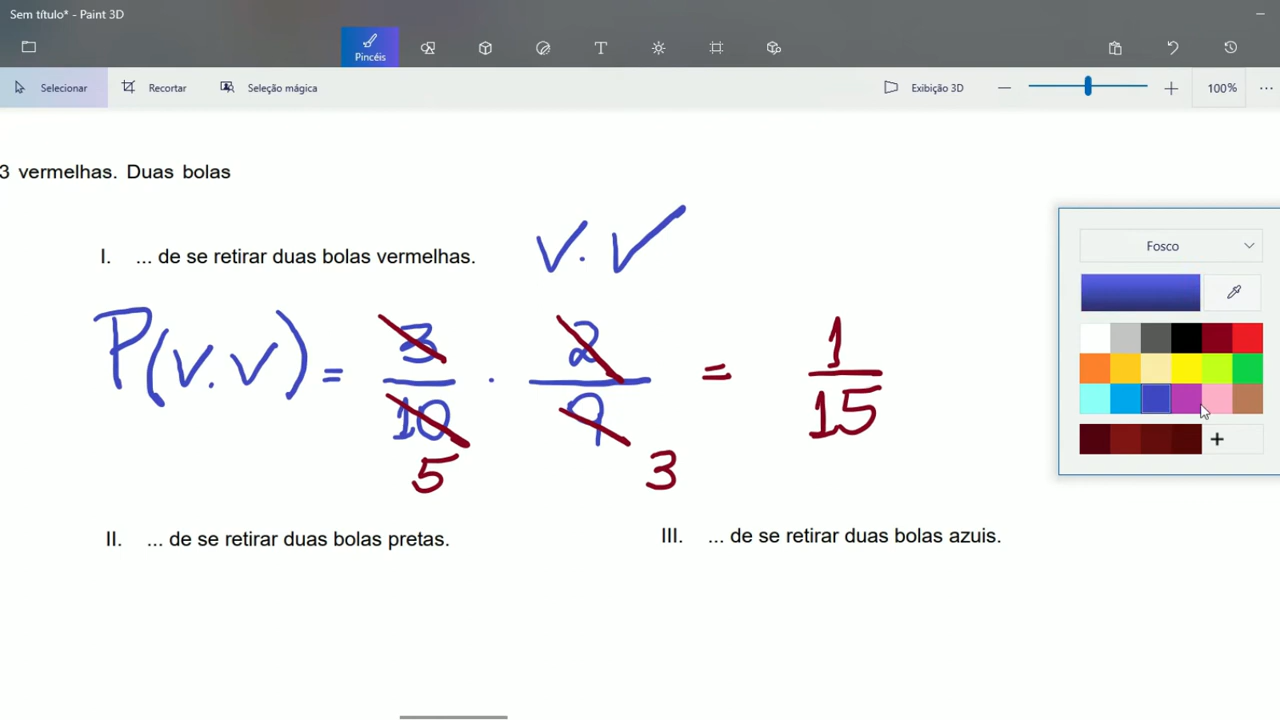 Sem título* - Paint 3D
Pincéis
Selecionar Recortar Seleção mágica Exibição 3D 100%
3 vermelhas. Duas bolas
I. ... de se retirar duas bolas vermelhas. V . V
Fosco
P(V.V) = 3/10 . 2/9 = 1/15
5 3
II. ... de se retirar duas bolas pretas.
III. ... de se retirar duas bolas azuis.